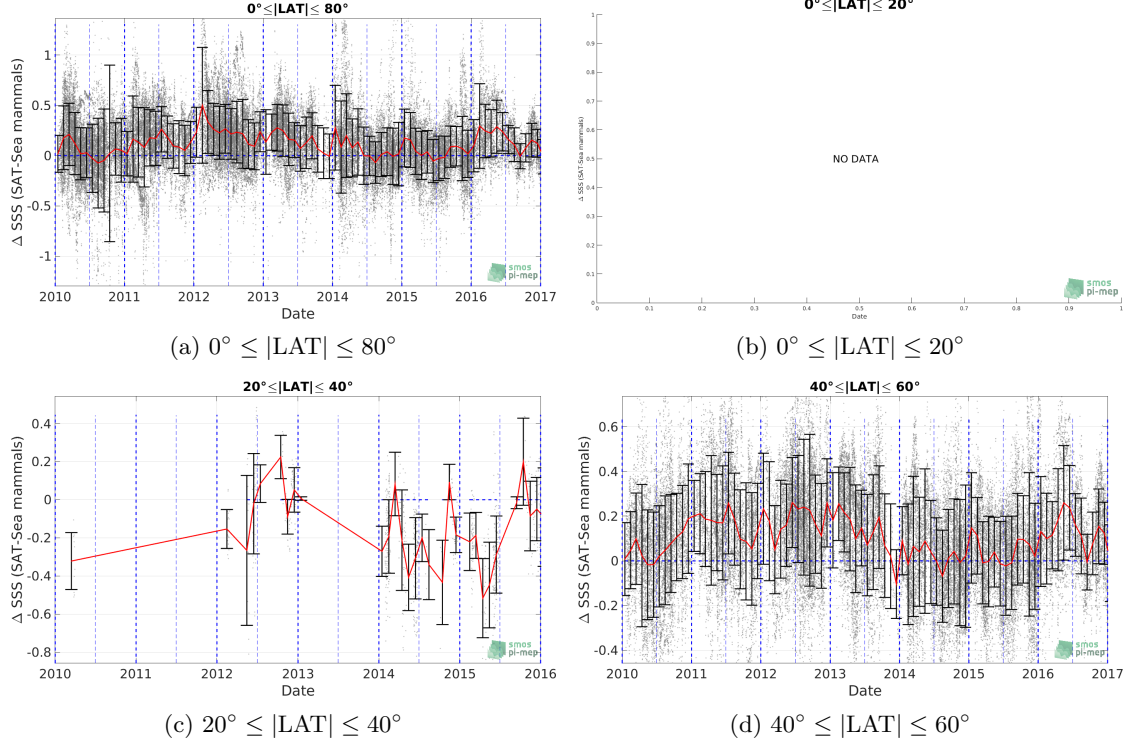 0°≤|LAT|≤ 80°
Δ SSS (SAT-Sea mammals)
1
0.5
0
-0.5
-1
2010 2011 2012 2013 2014 2015 2016 2017
Date
smos
pi-mep
(a) 0° ≤ |LAT| ≤ 80°
0°≤|LAT|≤ 20°
Δ SSS (SAT-Sea mammals)
1
0.9
0.8
0.7
0.6
0.5
0.4
0.3
0.2
0.1
0
NO DATA
0 0.1 0.2 0.3 0.4 0.5 0.6 0.7 0.8 0.9 1
Date
smos
pi-mep
(b) 0° ≤ |LAT| ≤ 20°
20°≤|LAT|≤ 40°
Δ SSS (SAT-Sea mammals)
0.4
0.2
0
-0.2
-0.4
-0.6
-0.8
2010 2011 2012 2013 2014 2015 2016
Date
smos
pi-mep
(c) 20° ≤ |LAT| ≤ 40°
40°≤|LAT|≤ 60°
Δ SSS (SAT-Sea mammals)
0.6
0.4
0.2
0
-0.2
-0.4
2010 2011 2012 2013 2014 2015 2016 2017
Date
smos
pi-mep
(d) 40° ≤ |LAT| ≤ 60°